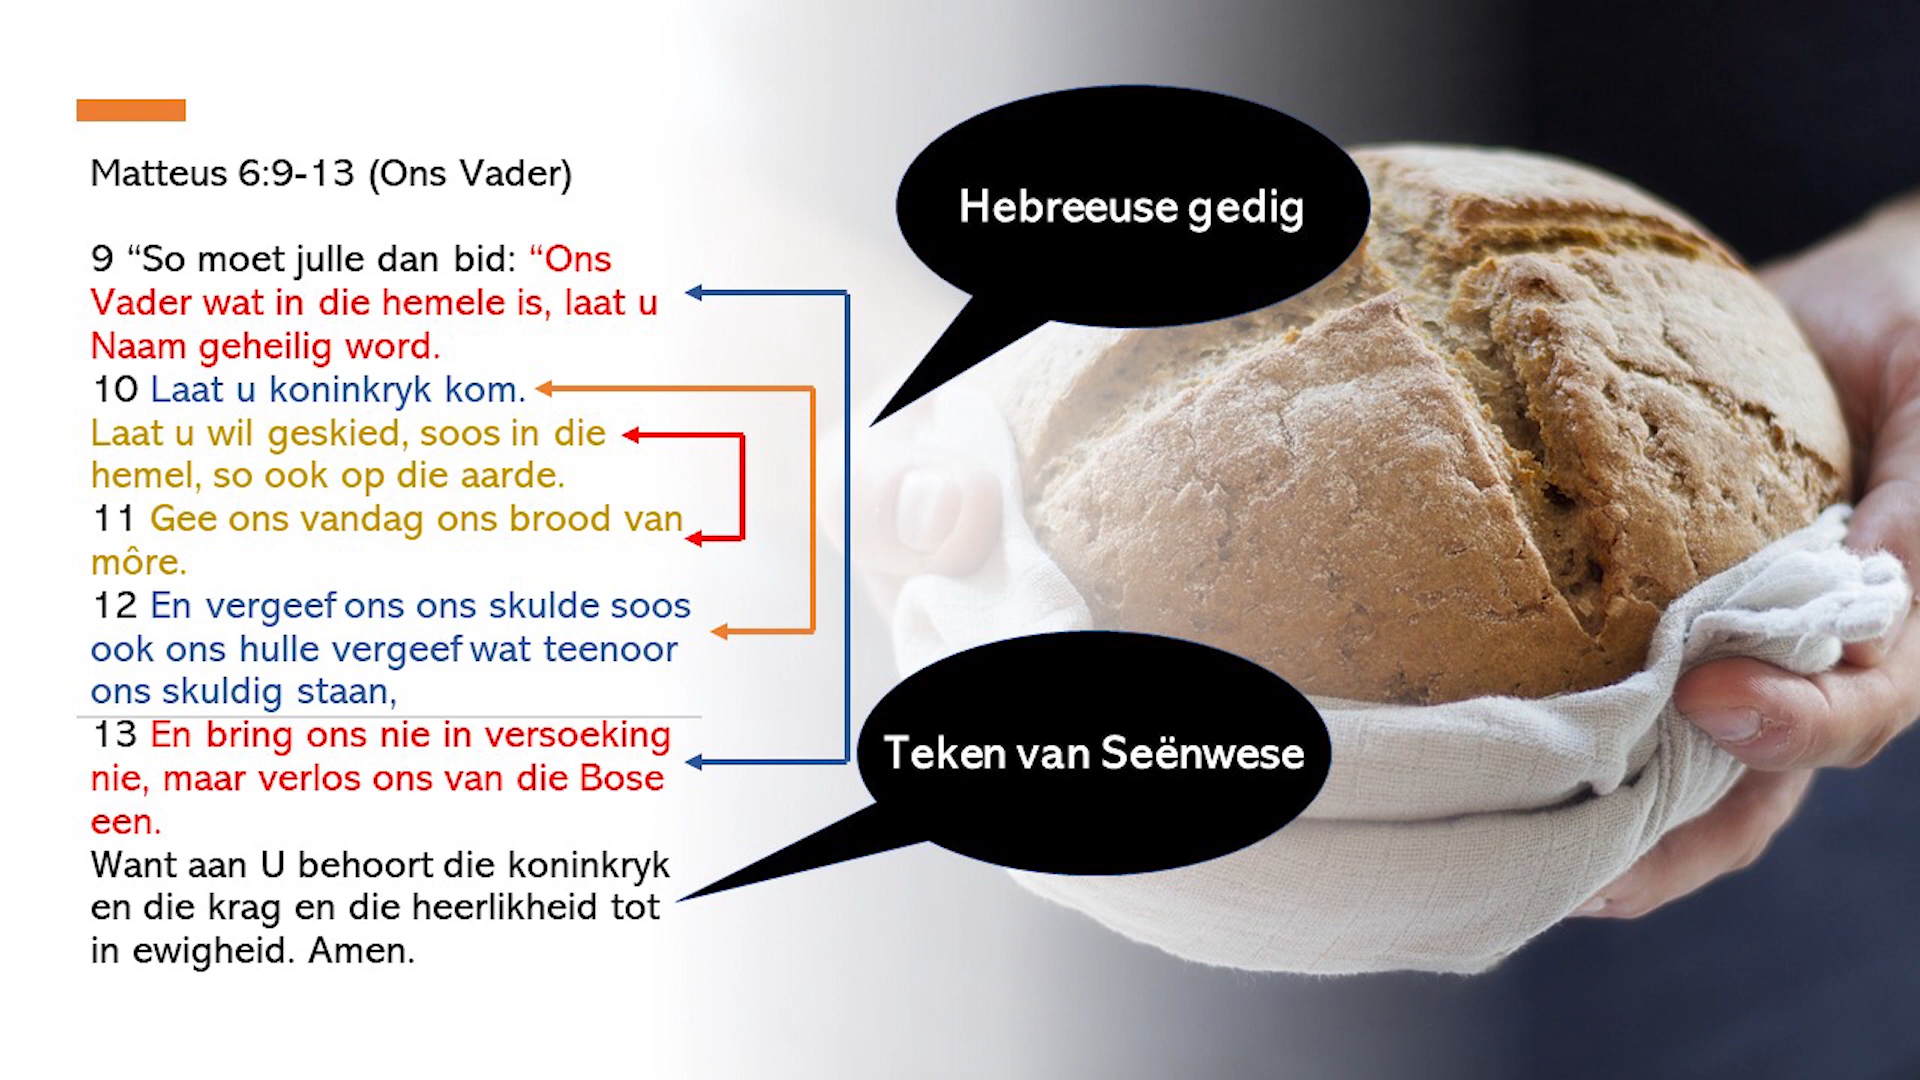 Matteus 6:9-13 (Ons Vader)
9 “So moet julle dan bid: “Ons
Vader wat in die hemele is, laat u
Naam geheilig word.
10 Laat u koninkryk kom.
Laat u wil geskied, soos in die
hemel, so ook op die aarde.
11 Gee ons vandag ons brood van
môre.
12 En vergeef ons ons skulde soos
ook ons hulle vergeef wat teenoor
ons skuldig staan,
13 En bring ons nie in versoeking
nie, maar verlos ons van die Bose
een.
Want aan U behoort die koninkryk
en die krag en die heerlikheid tot
in ewigheid. Amen.
Hebreeuse gedig
Teken van Seënwese